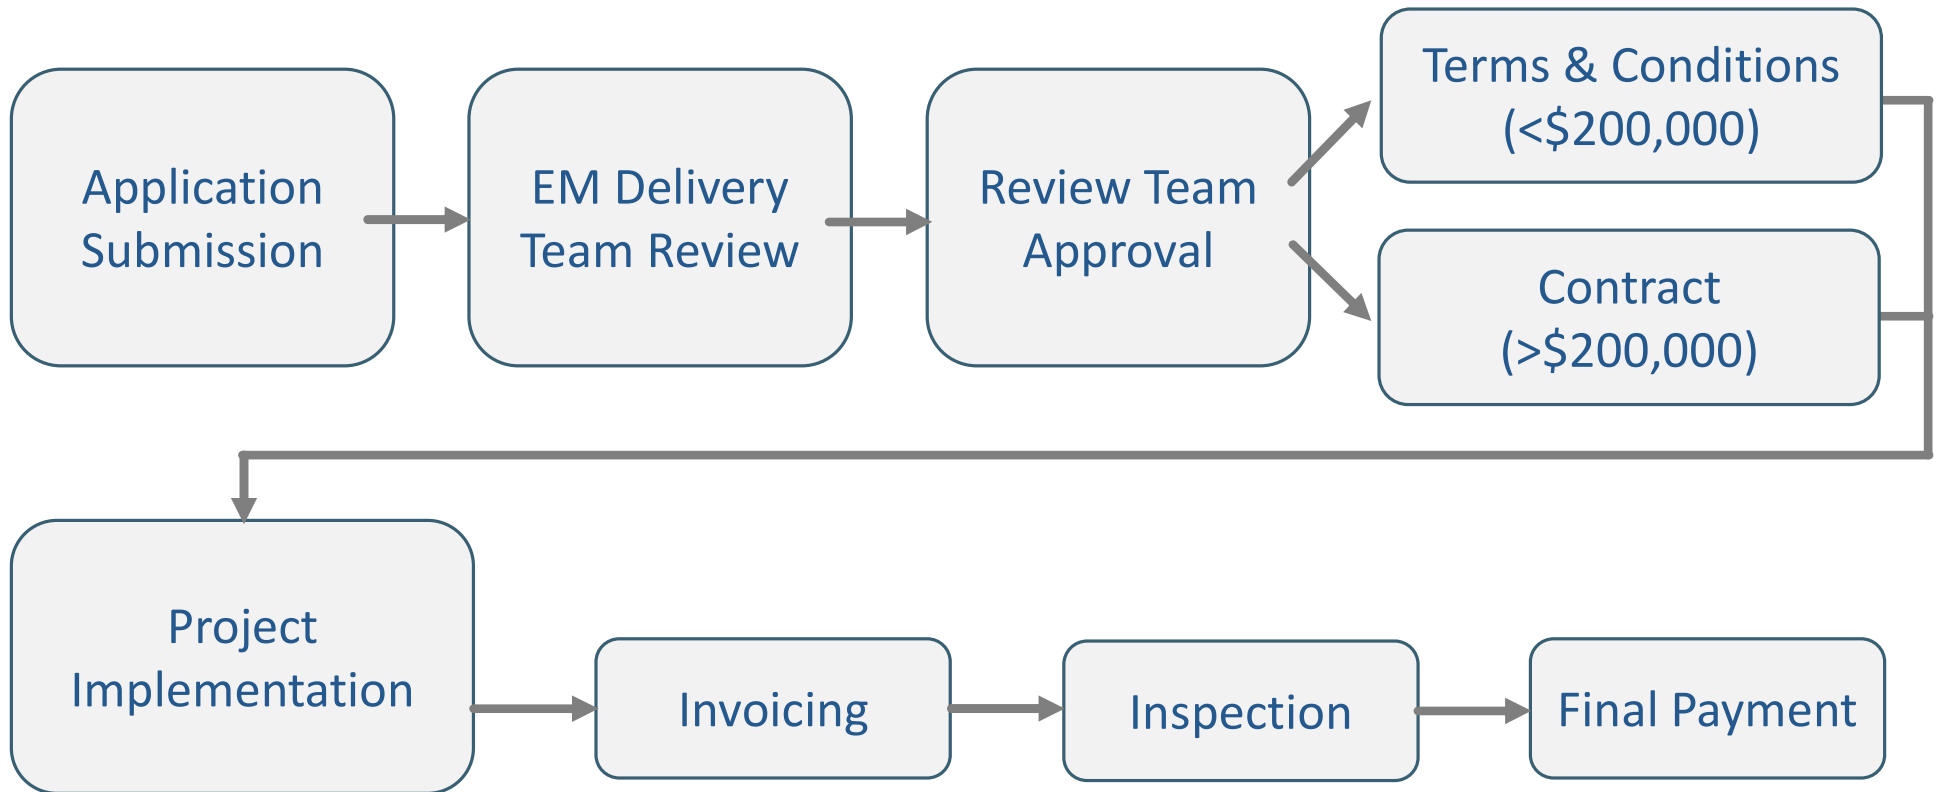 Application
Submission
EM Delivery
Team Review
Review Team
Approval
Terms & Conditions
(<$200,000)
Contract
(>$200,000)
Project
Implementation
Invoicing
Inspection
Final Payment